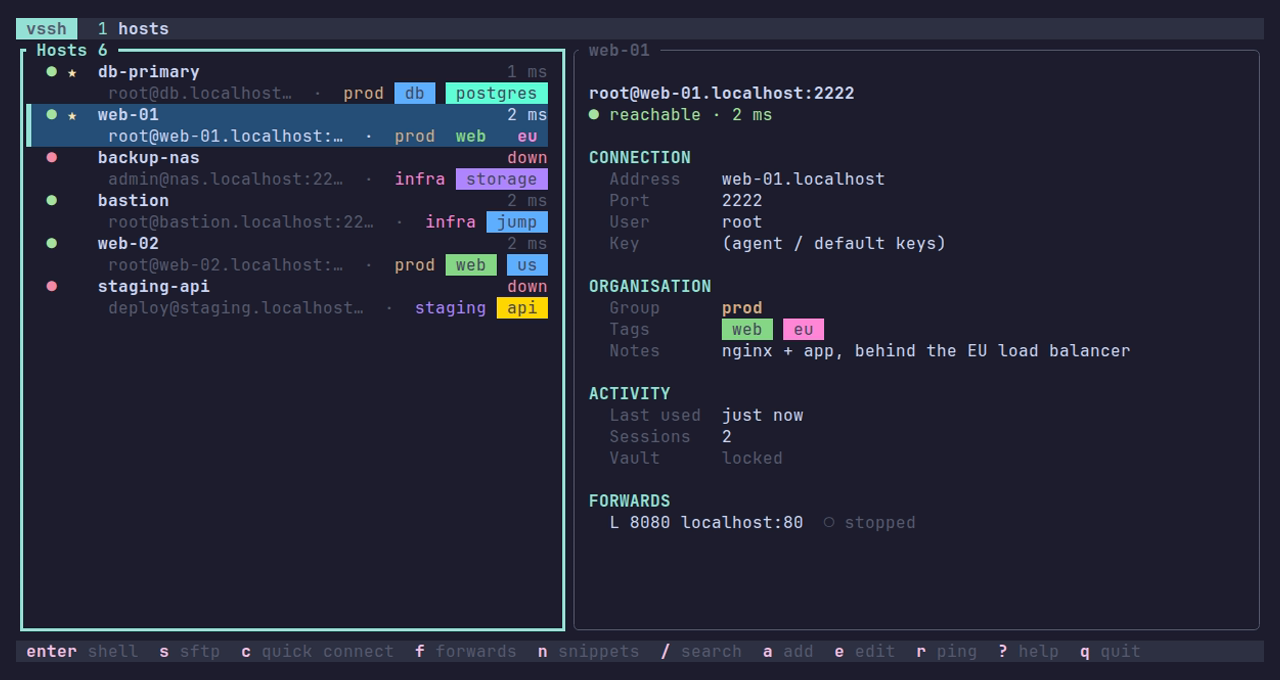 vssh 1 hosts
Hosts 6
● ★ db-primary 1 ms
root@db.localhost… · prod db postgres
● ★ web-01 2 ms
root@web-01.localhost:… · prod web eu
● backup-nas down
admin@nas.localhost:22… · infra storage
● bastion 2 ms
root@bastion.localhost:22… · infra jump
● web-02 2 ms
root@web-02.localhost:… · prod web us
● staging-api down
deploy@staging.localhost… · staging api
web-01
root@web-01.localhost:2222
● reachable · 2 ms
CONNECTION
Address web-01.localhost
Port 2222
User root
Key (agent / default keys)
ORGANISATION
Group prod
Tags web eu
Notes nginx + app, behind the EU load balancer
ACTIVITY
Last used just now
Sessions 2
Vault locked
FORWARDS
L 8080 localhost:80 ○ stopped
enter shell s sftp c quick connect f forwards n snippets / search a add e edit r ping ? help q quit